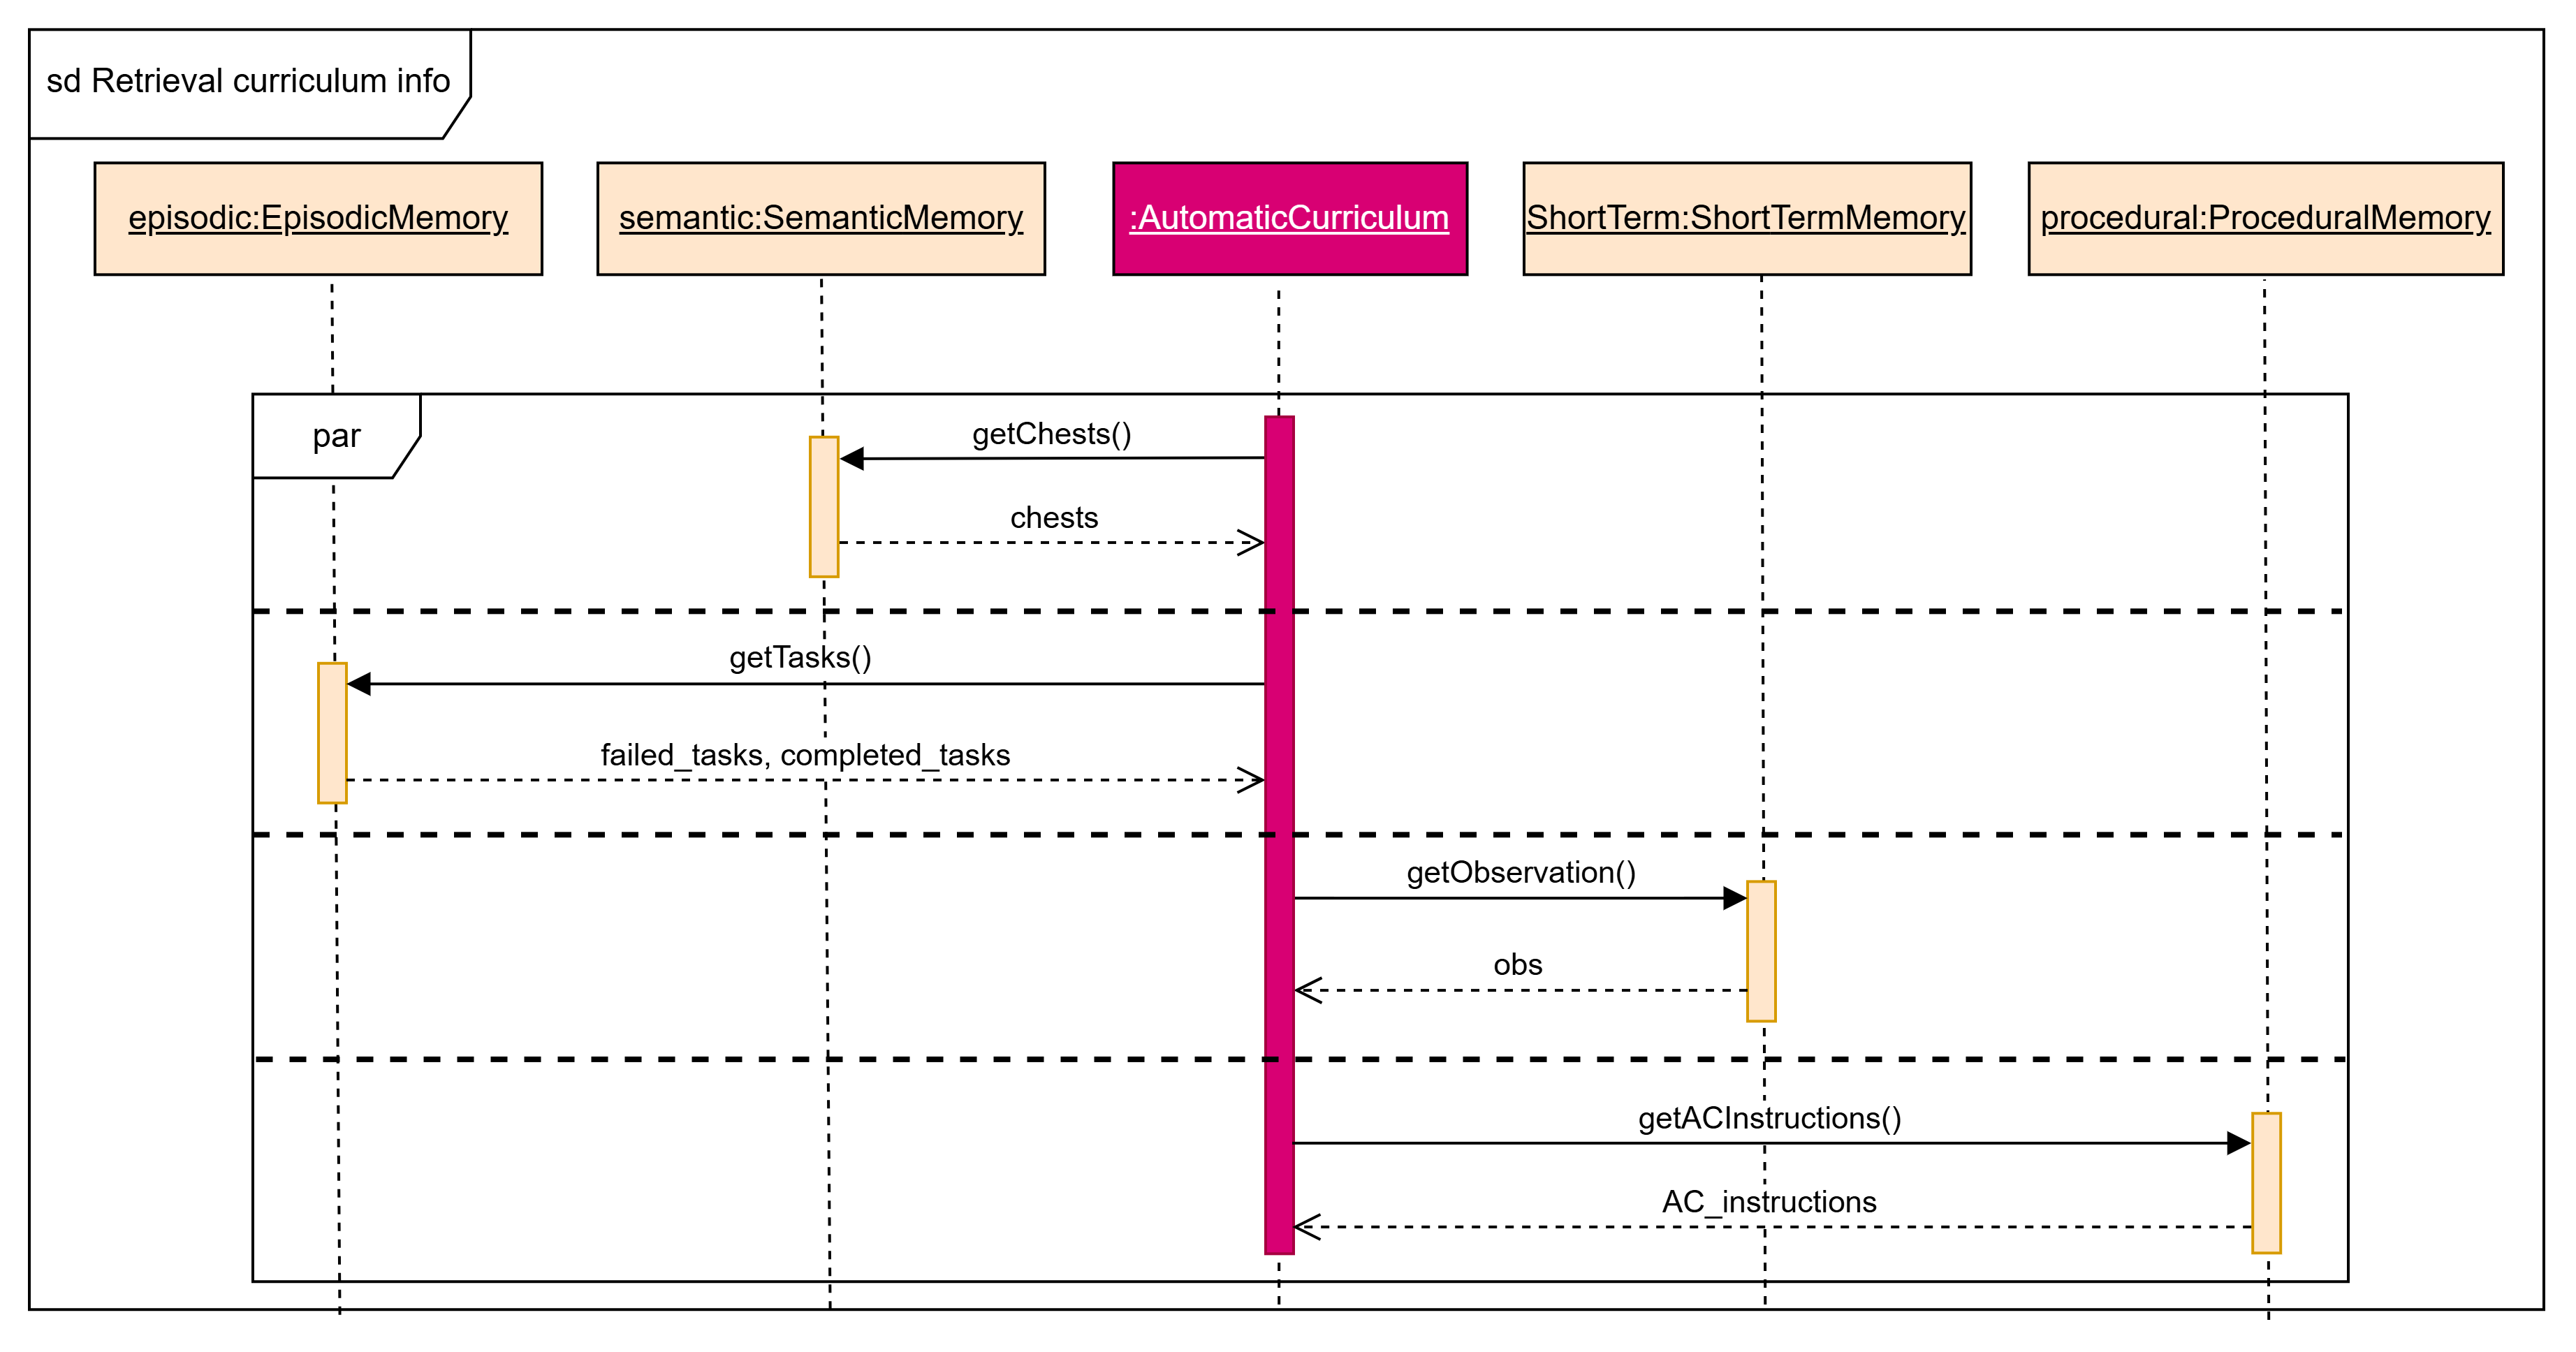 sd Retrieval curriculum info
episodic:EpisodicMemory
semantic:SemanticMemory
:AutomaticCurriculum
ShortTerm:ShortTermMemory
procedural:ProceduralMemory
par
getChests()
chests
getTasks()
failed_tasks, completed_tasks
getObservation()
obs
getACInstructions()
AC_instructions